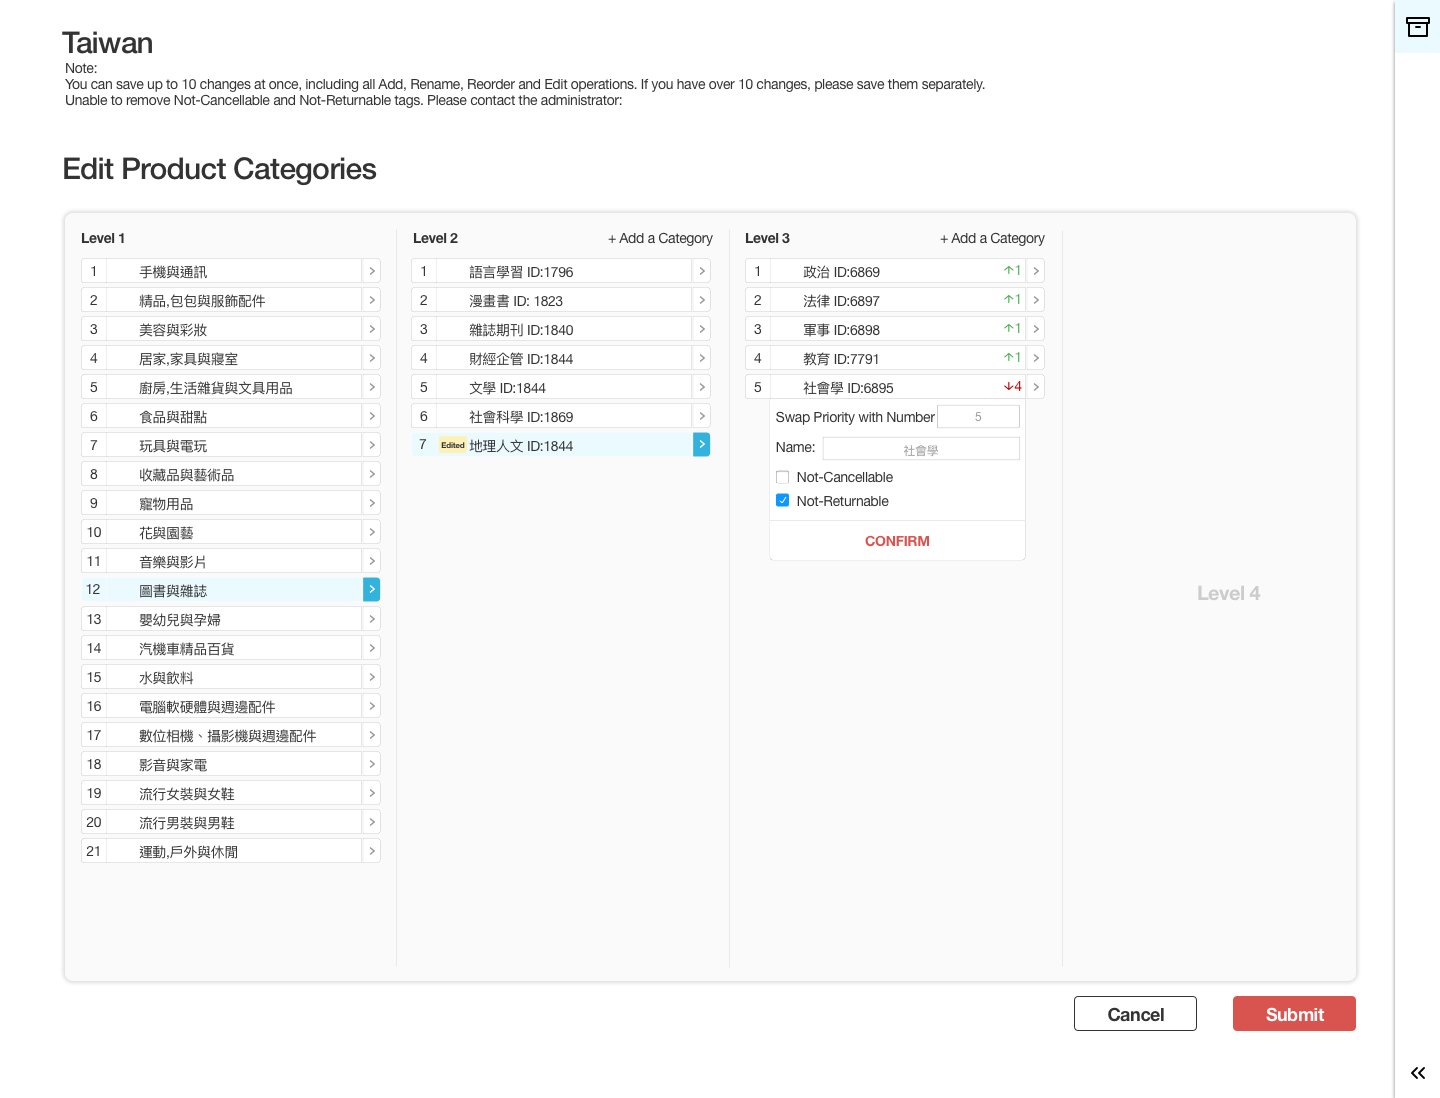 Taiwan
Note:
You can save up to 10 changes at once, including all Add, Rename, Reorder and Edit operations. If you have over 10 changes, please save them separately.
Unable to remove Not-Cancellable and Not-Returnable tags. Please contact the administrator:
Edit Product Categories
Level 1
1 手機與通訊
2 精品,包包與服飾配件
3 美容與彩妝
4 居家,家具與寢室
5 廚房,生活雜貨與文具用品
6 食品與甜點
7 玩具與電玩
8 收藏品與藝術品
9 寵物用品
10 花與園藝
11 音樂與影片
12 圖書與雜誌
13 嬰幼兒與孕婦
14 汽機車精品百貨
15 水與飲料
16 電腦軟硬體與週邊配件
17 數位相機、攝影機與週邊配件
18 影音與家電
19 流行女裝與女鞋
20 流行男裝與男鞋
21 運動,戶外與休閒
Level 2 + Add a Category
1 語言學習 ID:1796
2 漫畫書 ID: 1823
3 雜誌期刊 ID:1840
4 財經企管 ID:1844
5 文學 ID:1844
6 社會科學 ID:1869
7 Edited 地理人文 ID:1844
Level 3 + Add a Category
1 政治 ID:6869 ↑1
2 法律 ID:6897 ↑1
3 軍事 ID:6898 ↑1
4 教育 ID:7791 ↑1
5 社會學 ID:6895 ↓4
Swap Priority with Number 5
Name: 社會學
Not-Cancellable
Not-Returnable
CONFIRM
Level 4
Cancel Submit